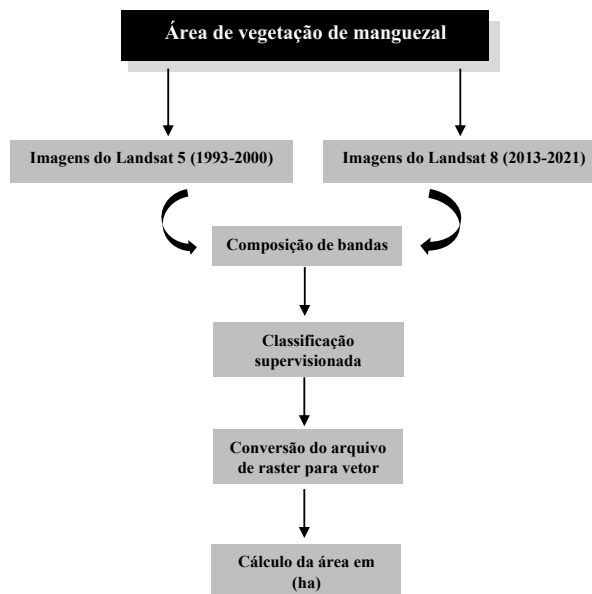 Área de vegetação de manguezal
Imagens do Landsat 5 (1993-2000)
Imagens do Landsat 8 (2013-2021)
Composição de bandas
Classificação
supervisionada
Conversão do arquivo
de raster para vetor
Cálculo da área em
(ha)